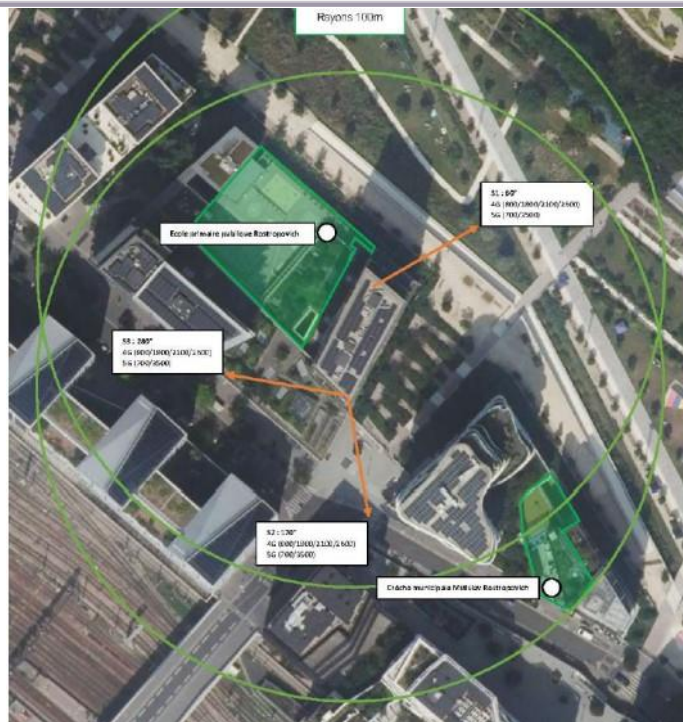 Rayons 100m
S1 : 60°
4G (800/1800/2100/2600)
5G (700/3500)
Ecole primaire publique Rostropovich
S3 : 280°
4G (800/1800/2100/2600)
5G (700/3500)
S2 : 170°
4G (800/1800/2100/2600)
5G (700/3500)
Crèche municipale Mstislav Rostropovich